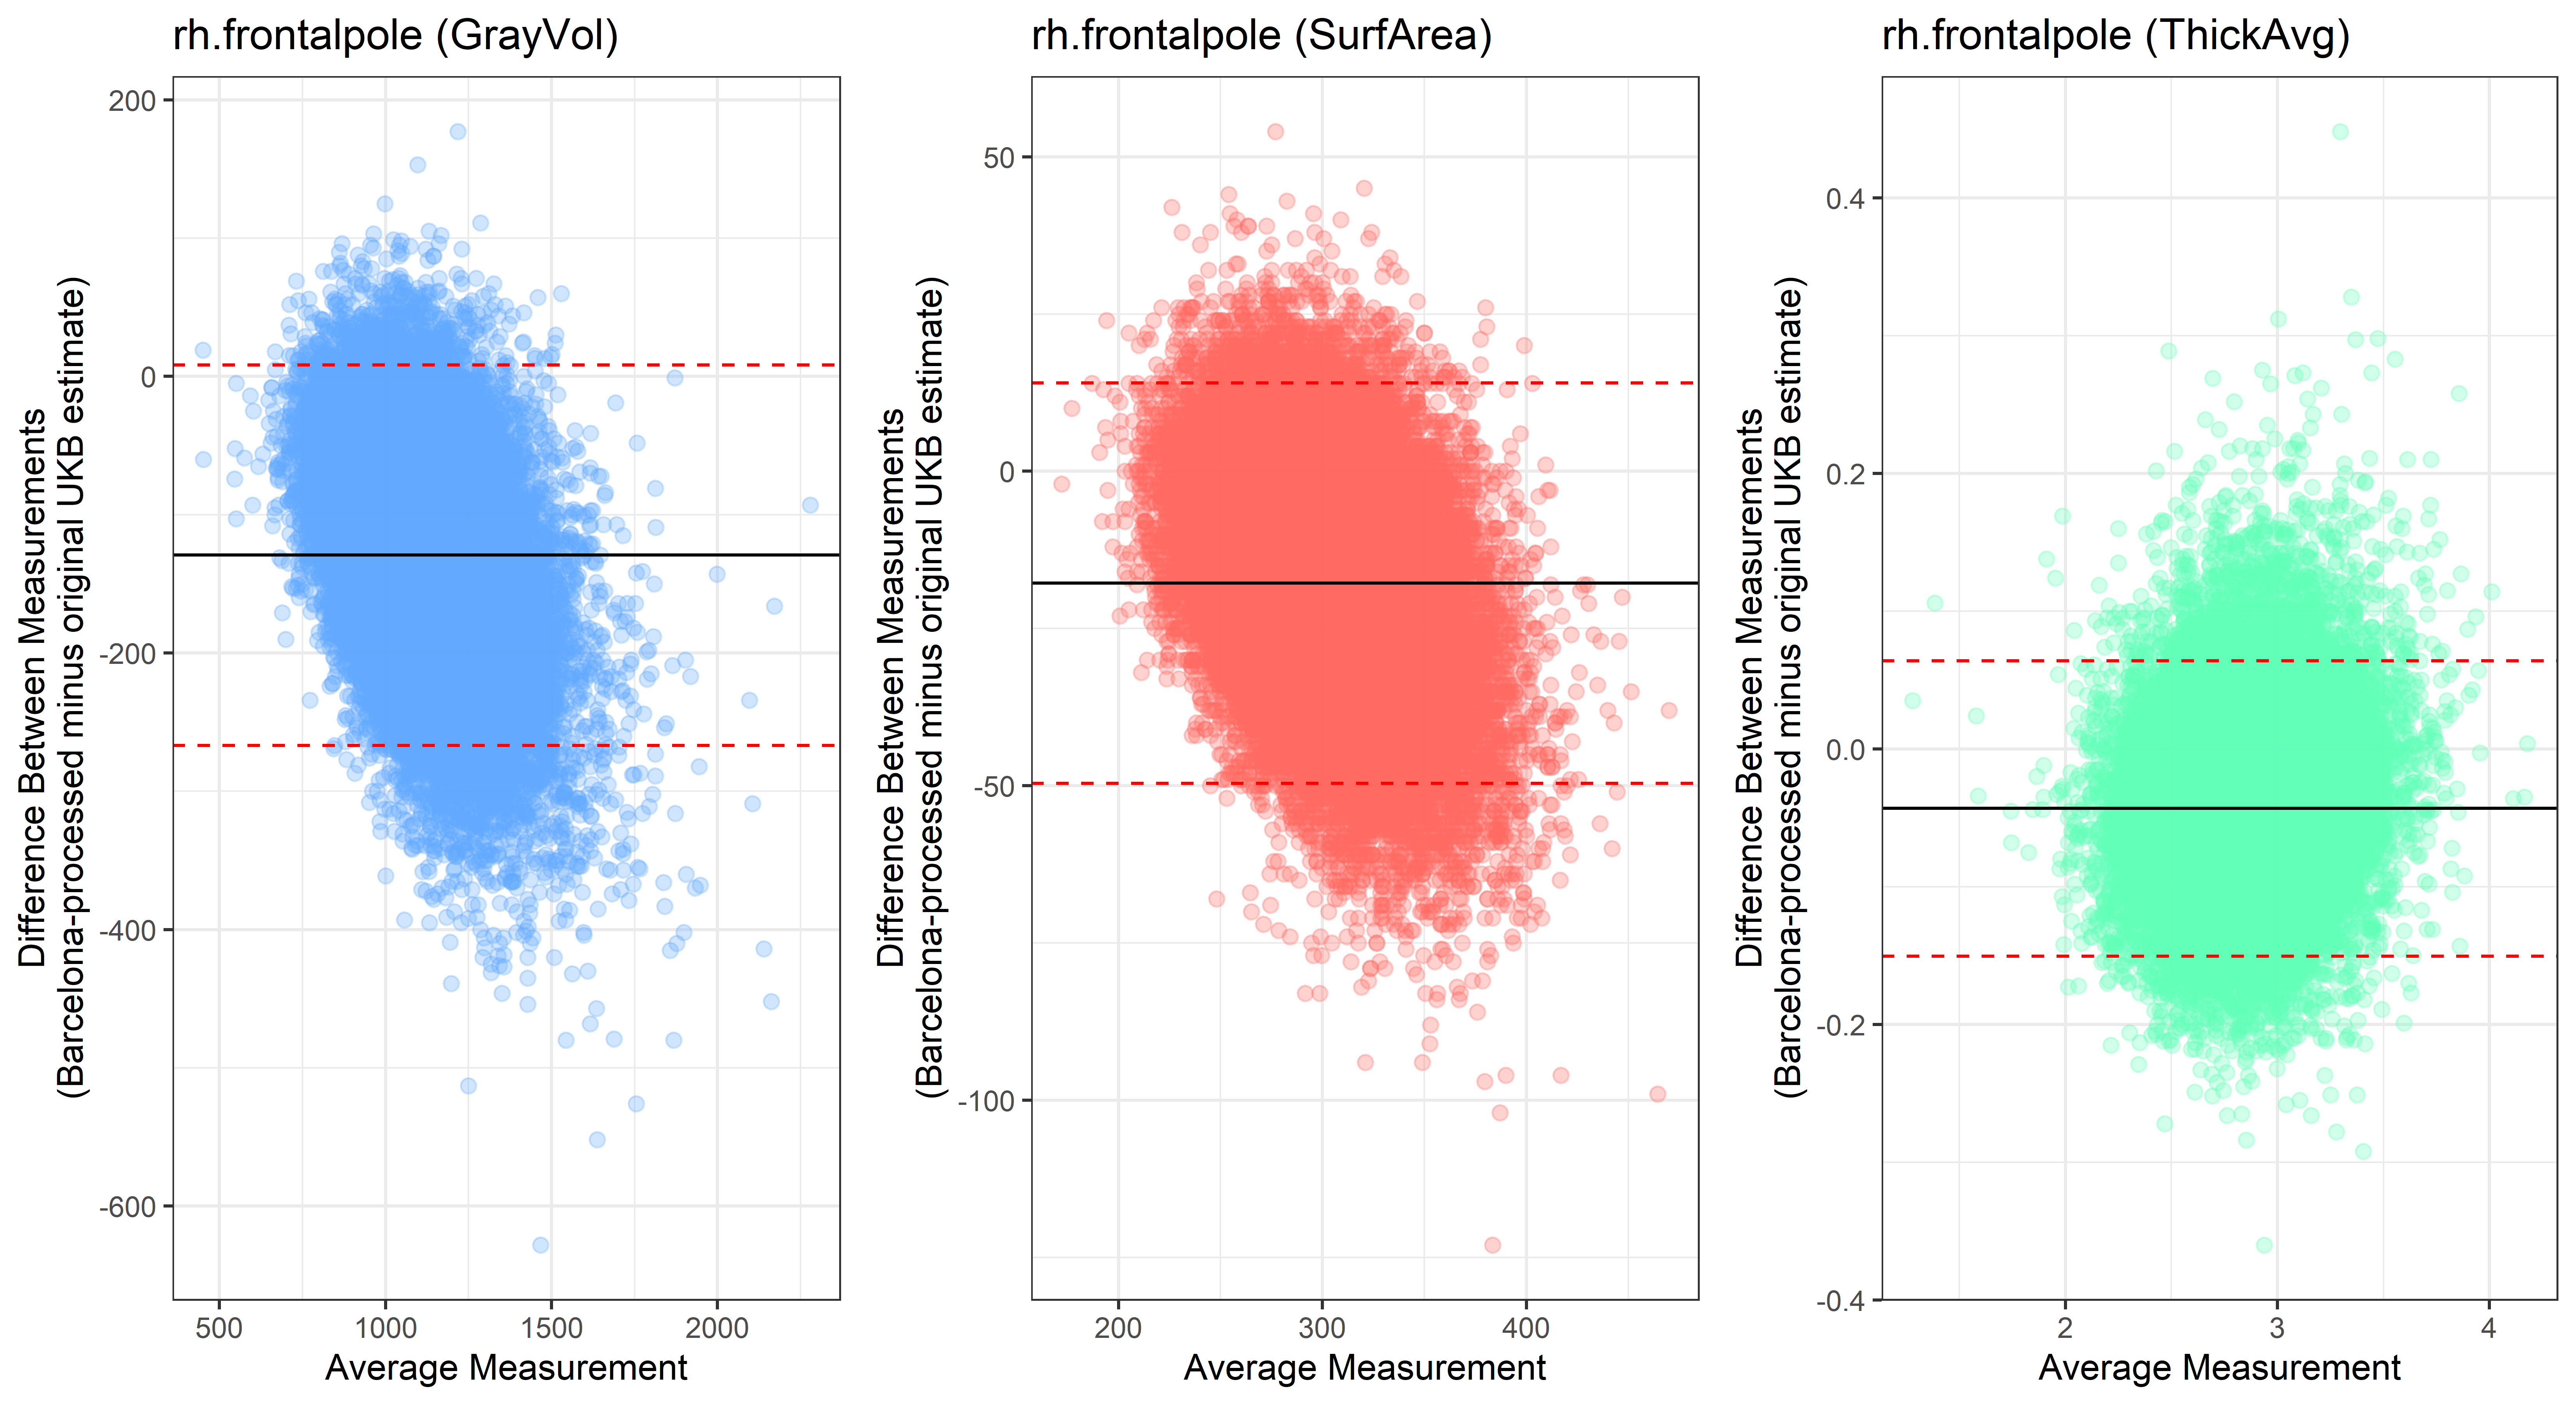 rh.frontalpole (GrayVol)
Difference Between Measurements
(Barcelona-processed minus original UKB estimate)
200
0
-200
-400
-600
500
1000
1500
2000
Average Measurement
rh.frontalpole (SurfArea)
Difference Between Measurements
(Barcelona-processed minus original UKB estimate)
50
0
-50
-100
200
300
400
Average Measurement
rh.frontalpole (ThickAvg)
Difference Between Measurements
(Barcelona-processed minus original UKB estimate)
0.4
0.2
0.0
-0.2
-0.4
2
3
4
Average Measurement